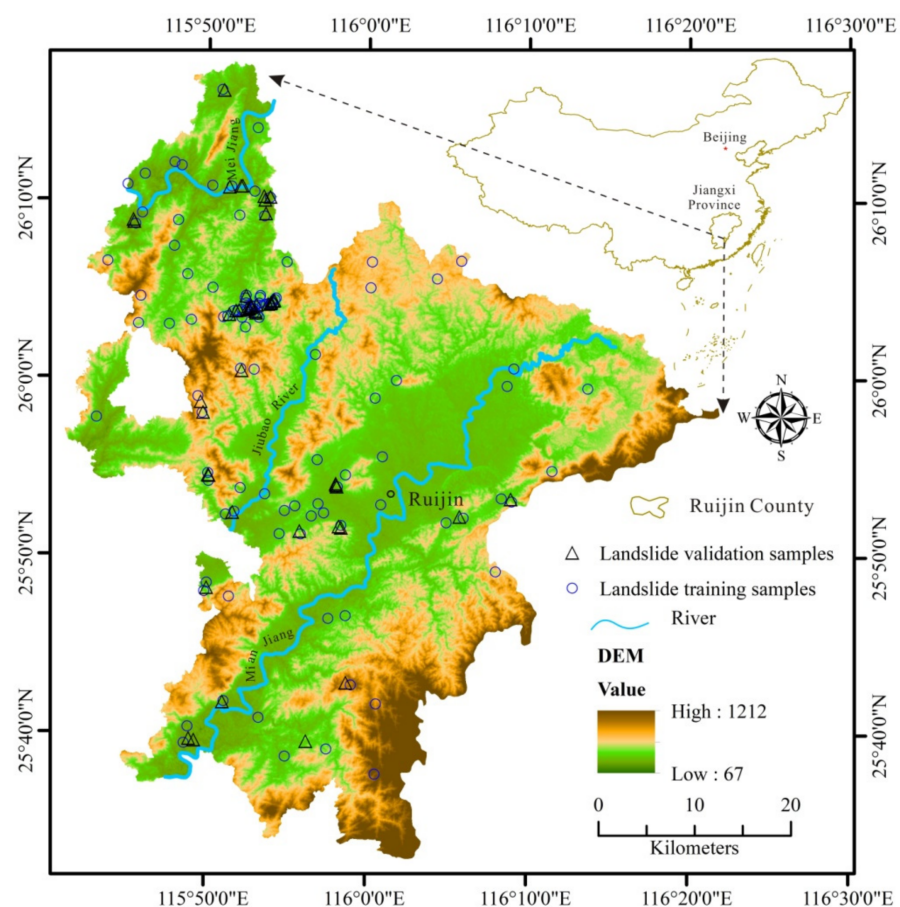 115°50'0"E 116°0'0"E 116°10'0"E 116°20'0"E 116°30'0"E
Beijing
Jiangxi
Province
Mei Jiang
26°10'0"N
26°10'0"N
26°0'0"N
26°0'0"N
Jiubao River
N
W E
S
Ruijin
Ruijin County
Landslide validation samples
25°50'0"N
25°50'0"N
Landslide training samples
River
Mian Jiang
DEM
Value
High : 1212
25°40'0"N
25°40'0"N
Low : 67
0 10 20
Kilometers
115°50'0"E 116°0'0"E 116°10'0"E 116°20'0"E 116°30'0"E